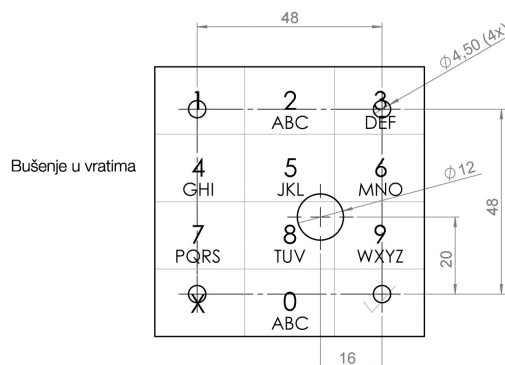 48
Ø4,50 (4x)
1 2 3
ABC DEF
Bušenje u vratima
4 5 6
GHI JKL MNO
Ø12
48
7 8 9
PQRS TUV WXYZ
20
X 0
ABC
16